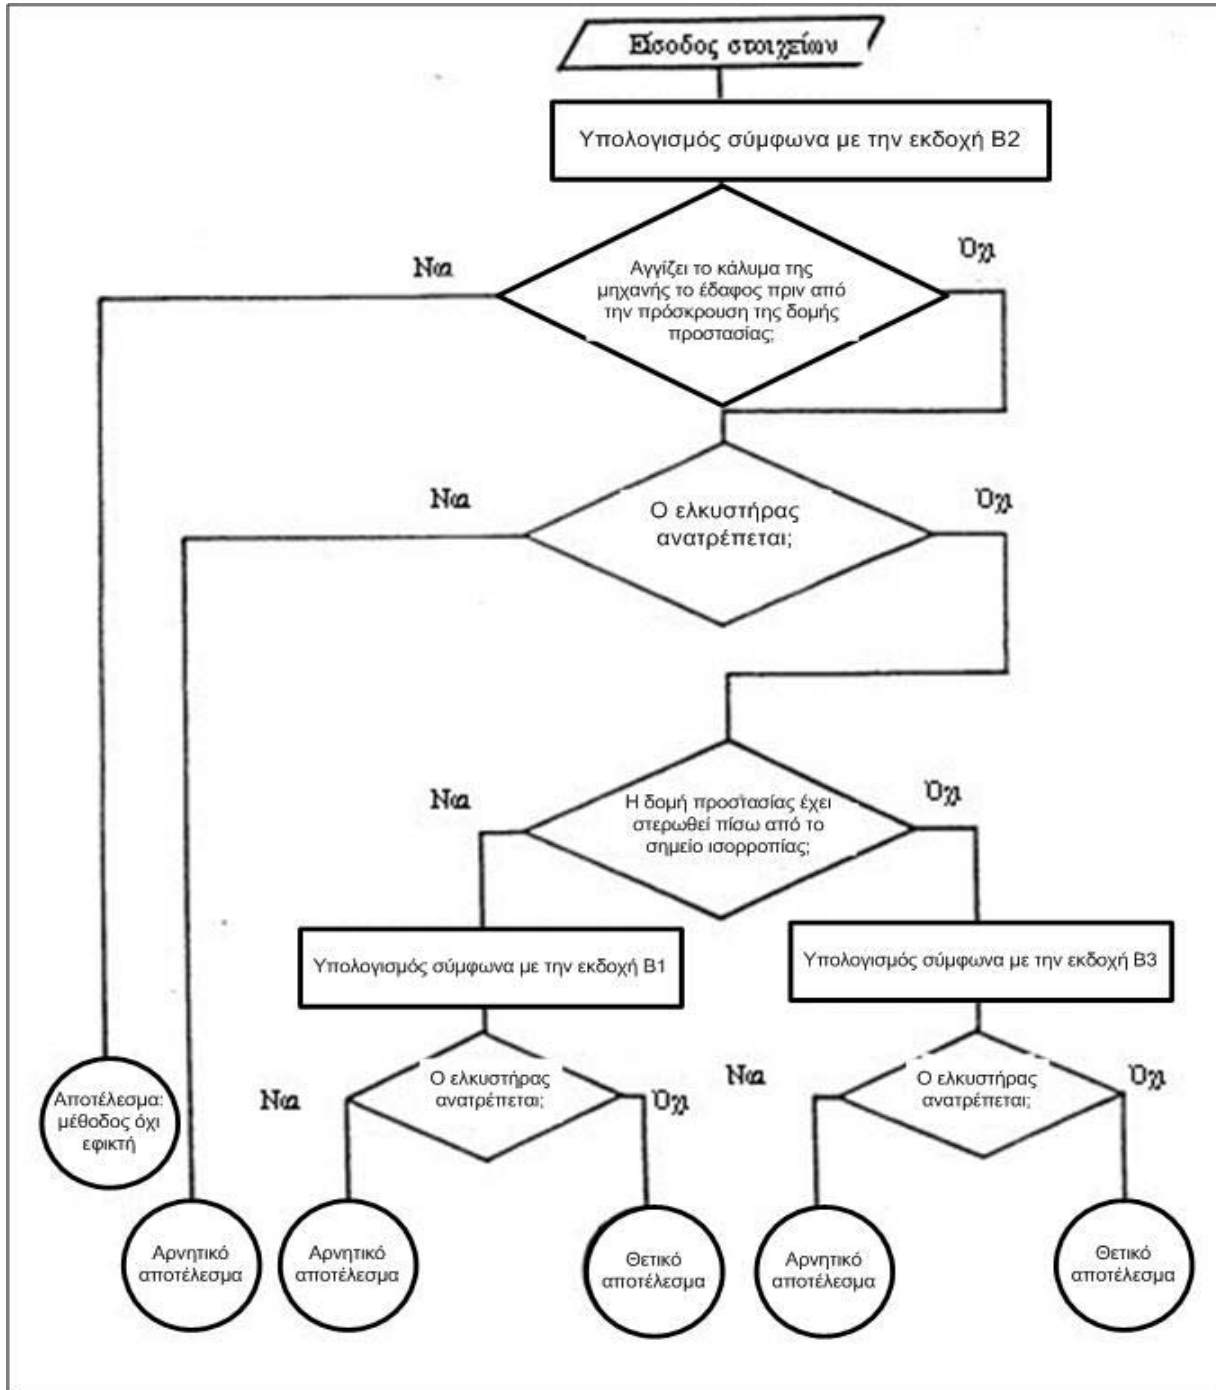 Είσοδος στοιχείων
Υπολογισμός σύμφωνα με την εκδοχή B2
Ναι
Όχι
Αγγίζει το κάλυμα της
μηχανής το έδαφος πριν από
την πρόσκρουση της δομής
προστασίας;
Ναι
Όχι
Ο ελκυστήρας
ανατρέπεται;
Ναι
Όχι
Η δομή προστασίας έχει
στερωθεί πίσω από το
σημείο ισορροπίας;
Υπολογισμός σύμφωνα με την εκδοχή B1
Υπολογισμός σύμφωνα με την εκδοχή B3
Ναι
Ο ελκυστήρας
ανατρέπεται;
Όχι
Ναι
Ο ελκυστήρας
ανατρέπεται;
Όχι
Αποτέλεσμα:
μέθοδος όχι
εφικτή
Αρνητικό
αποτέλεσμα
Αρνητικό
αποτέλεσμα
Θετικό
αποτέλεσμα
Αρνητικό
αποτέλεσμα
Θετικό
αποτέλεσμα